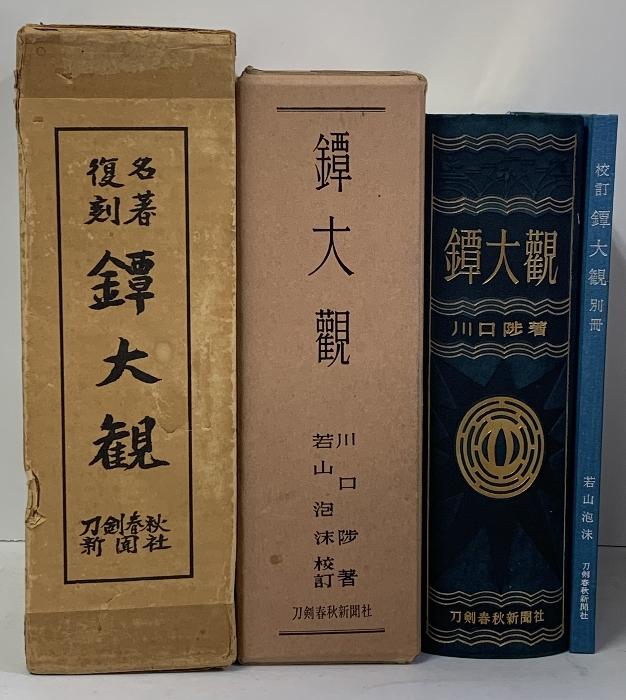 名著
復刻
鐔大観
刀剣春秋
新聞社
鐔大觀
川口陟著
若山泡沫校訂
刀剣春秋新聞社
鐔大觀
川口陟著
刀剣春秋新聞社
校訂 鐔大観 別冊
若山泡沫
刀剣春秋新聞社